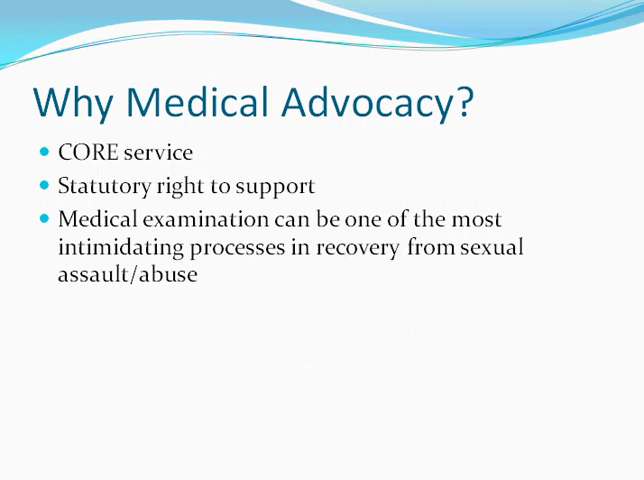 Why Medical Advocacy?
• CORE service
• Statutory right to support
• Medical examination can be one of the most
intimidating processes in recovery from sexual
assault/abuse